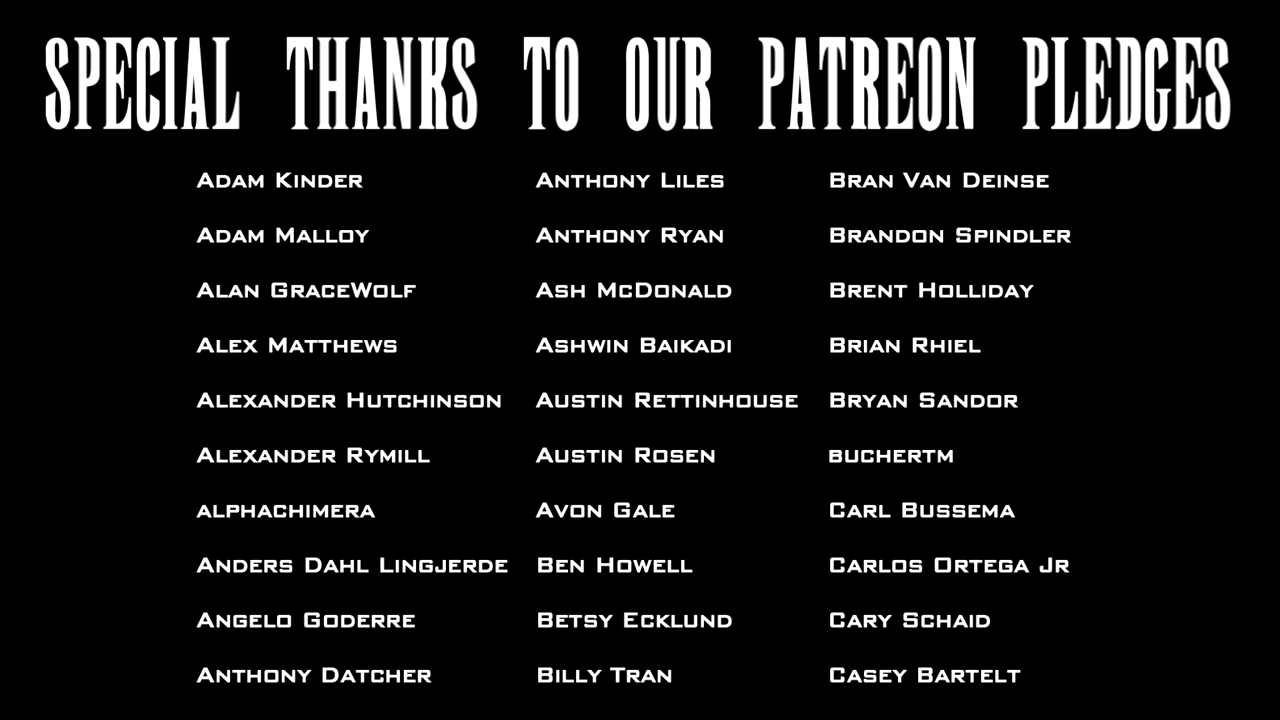 SPECIAL THANKS TO OUR PATREON PLEDGES
Adam Kinder
Adam Malloy
Alan GraceWolf
Alex Matthews
Alexander Hutchinson
Alexander Rymill
alphachimera
Anders Dahl Lingjerde
Angelo Goderre
Anthony Datcher
Anthony Liles
Anthony Ryan
Ash McDonald
Ashwin Baikadi
Austin Rettinhouse
Austin Rosen
Avon Gale
Ben Howell
Betsy Ecklund
Billy Tran
Bran Van Deinse
Brandon Spindler
Brent Holliday
Brian Rhiel
Bryan Sandor
buchertm
Carl Bussema
Carlos Ortega Jr
Cary Schaid
Casey Bartelt